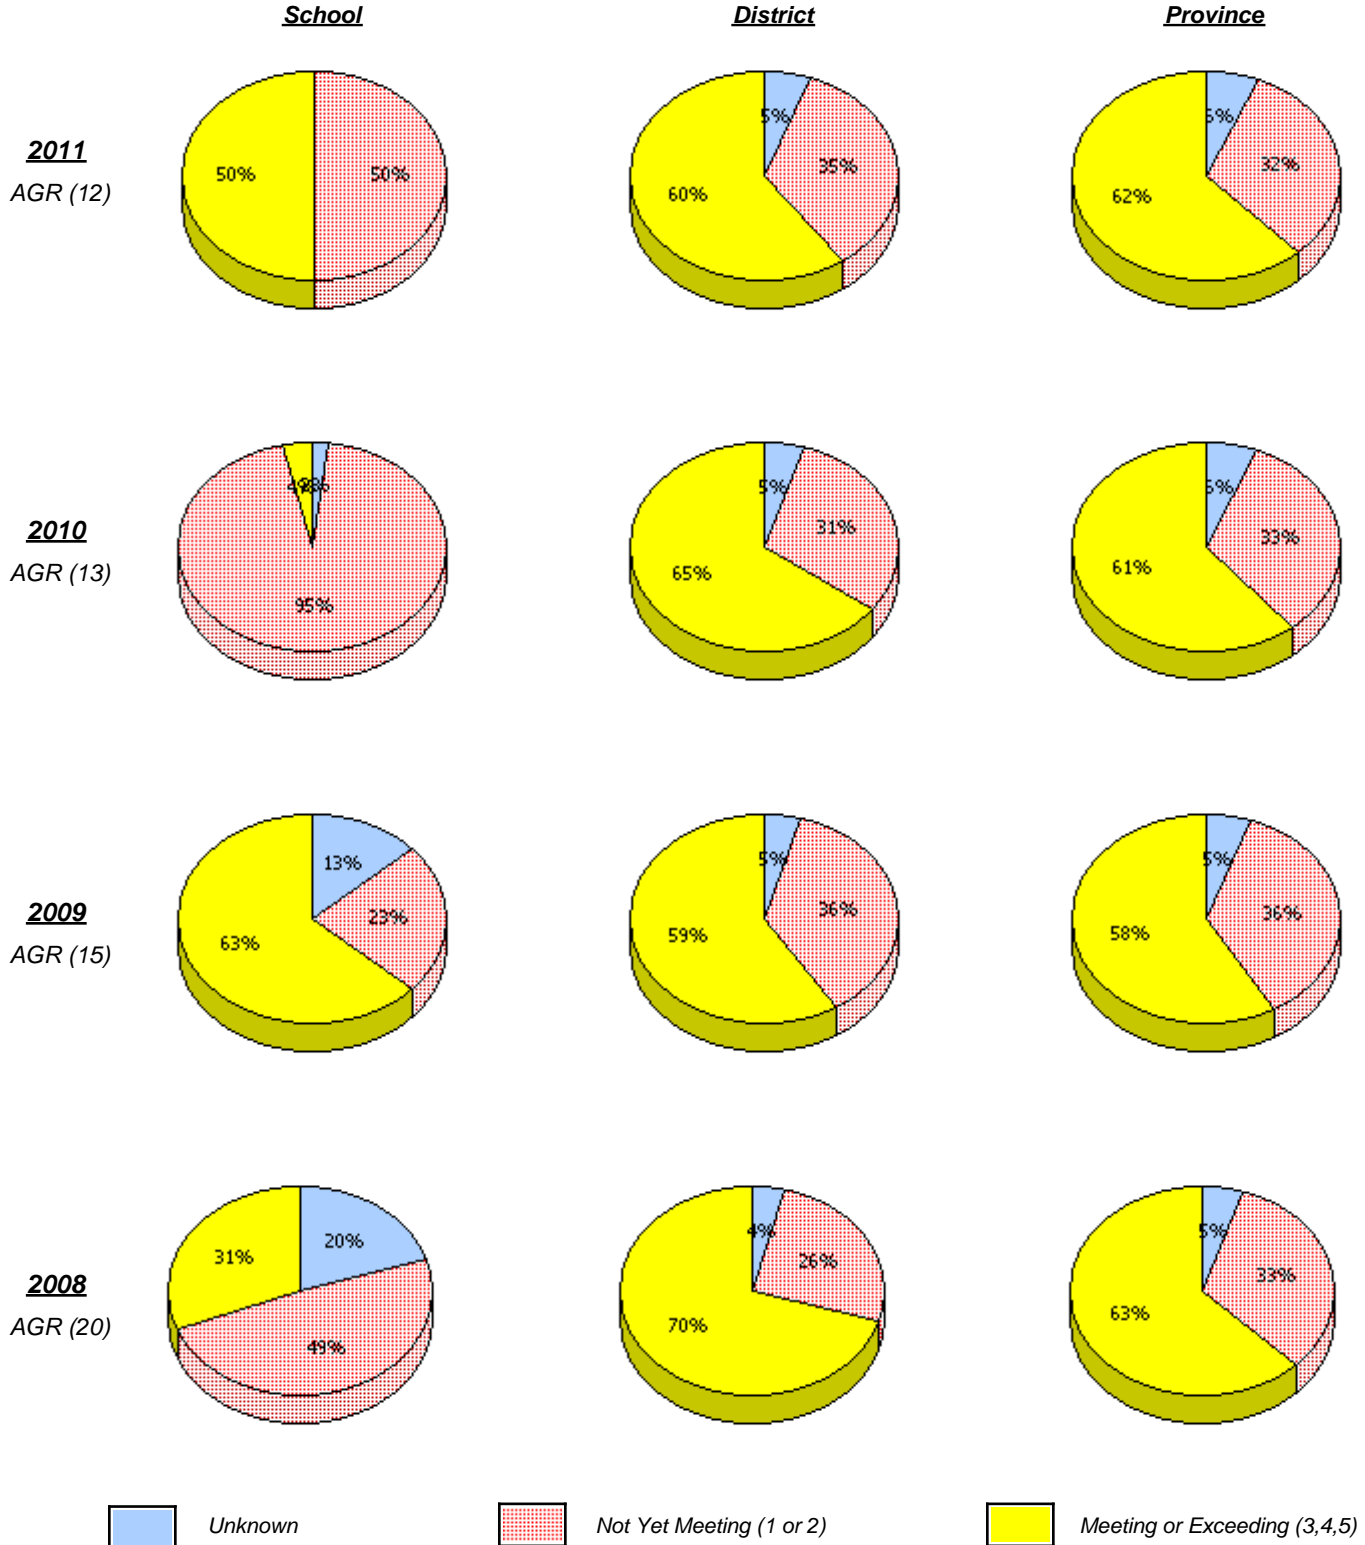 School District Province
2011
AGR (12)
50% 50%
5% 35% 60%
32% 62%
2010
AGR (13)
95%
5% 31% 65%
33% 61%
2009
AGR (15)
13% 23% 63%
5% 36% 59%
5% 36% 58%
2008
AGR (20)
20% 31% 49%
4% 26% 70%
5% 33% 63%
Unknown Not Yet Meeting (1 or 2) Meeting or Exceeding (3,4,5)